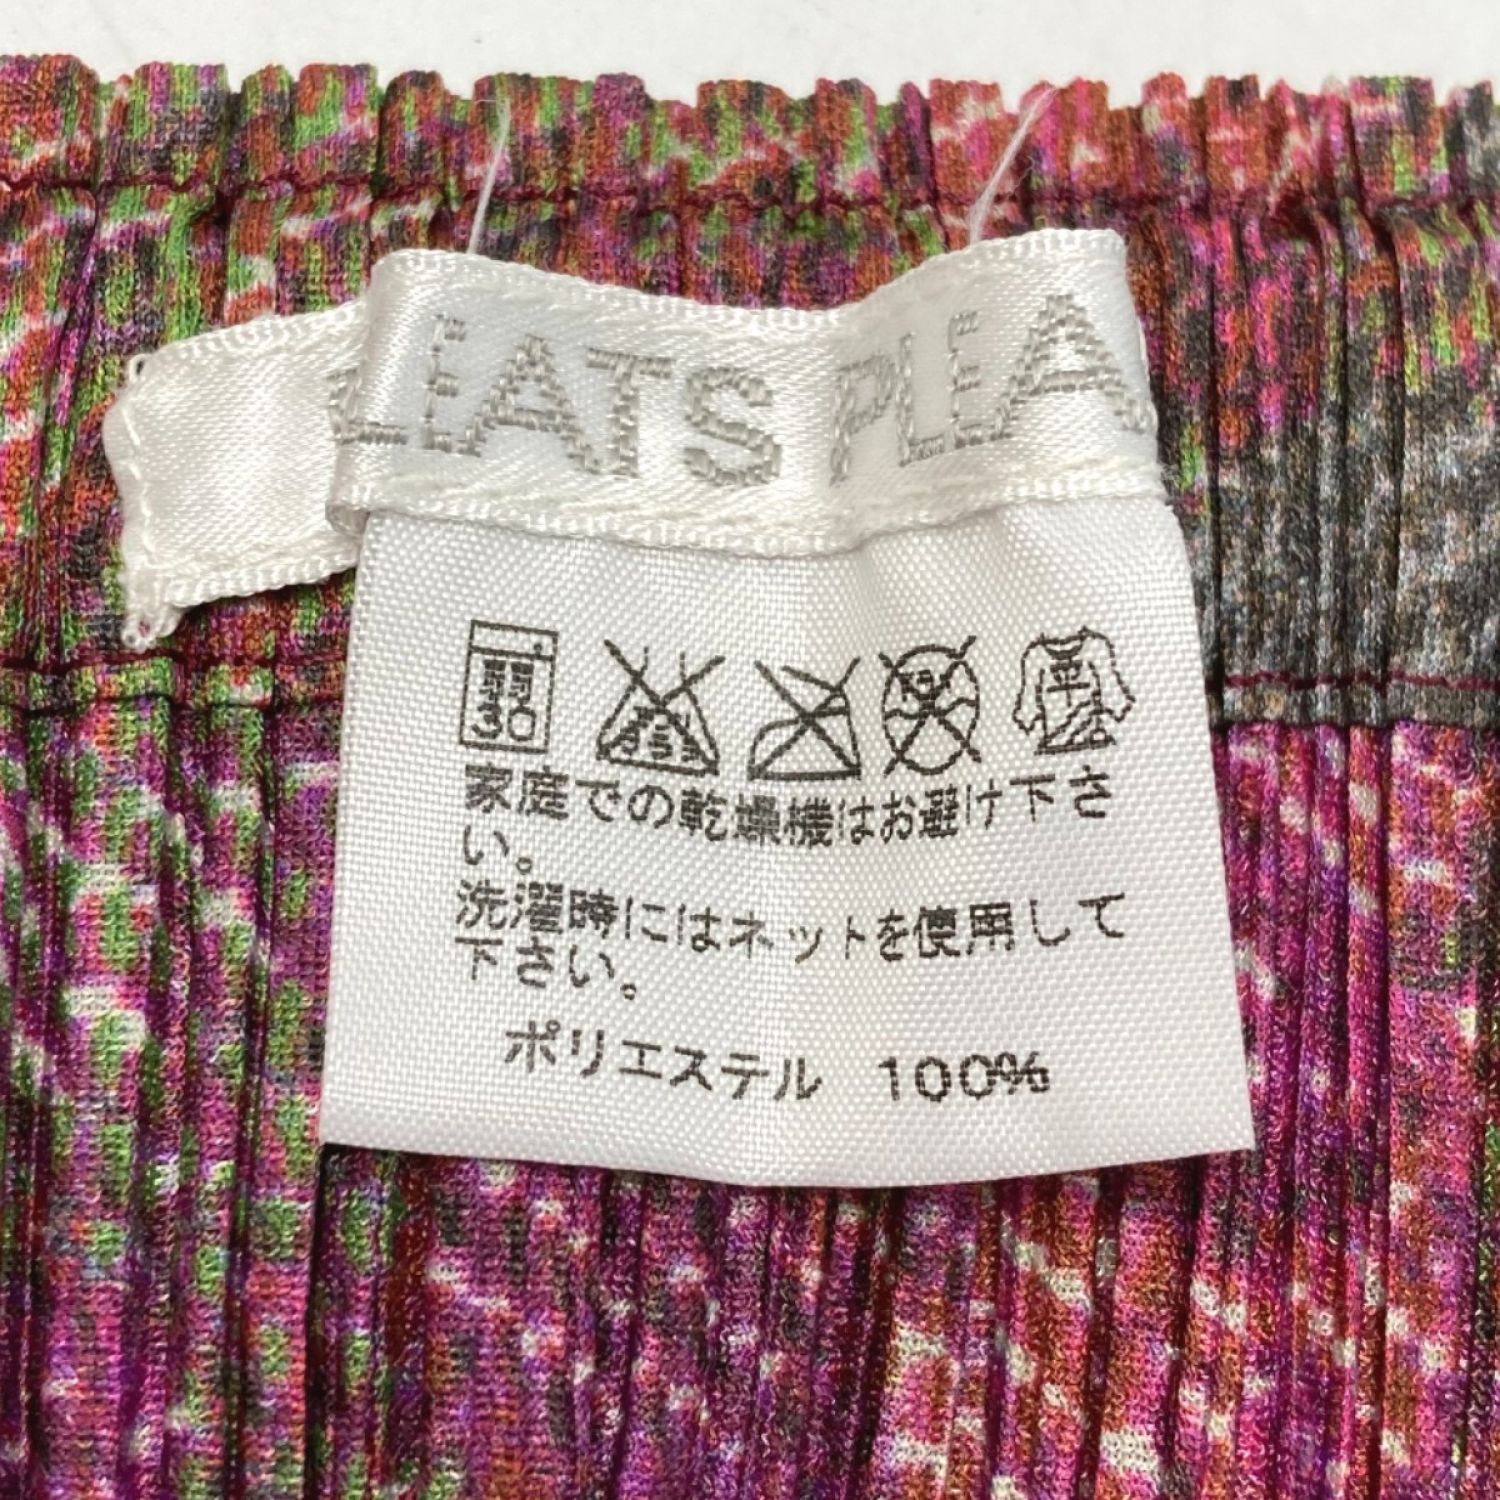 LEATS PLEA
弱 30
家庭での乾燥機はお避け下さ
い。
洗濯時にはネットを使用して
下さい。
ポリエステル 100%